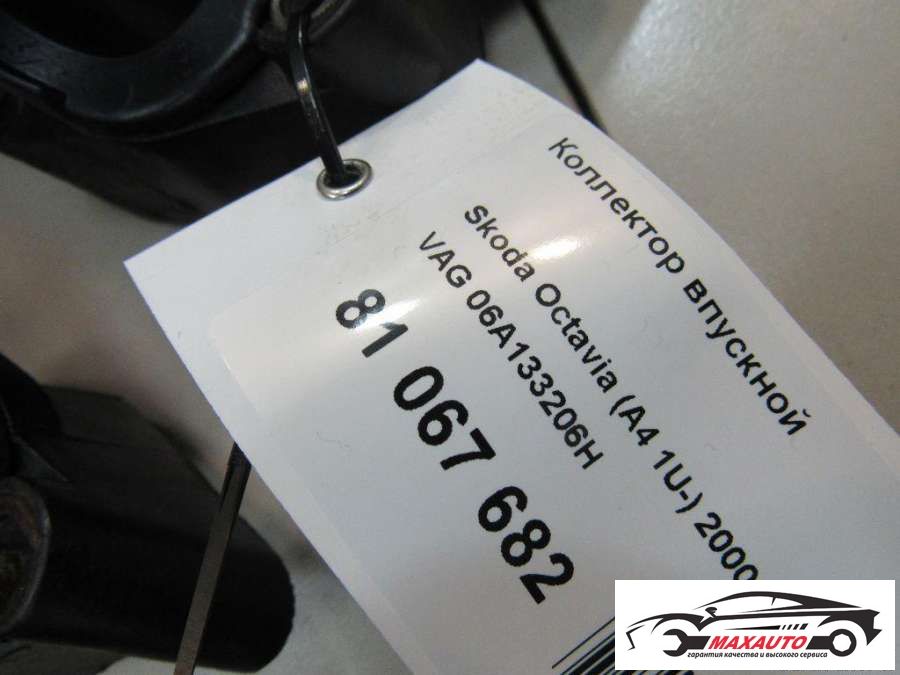 Коллектор впускной
Skoda Octavia (A4 1U-) 2000
VAG 06A133206H
81 067 682
MAXAUTO
гарантия качества и высокого сервиса